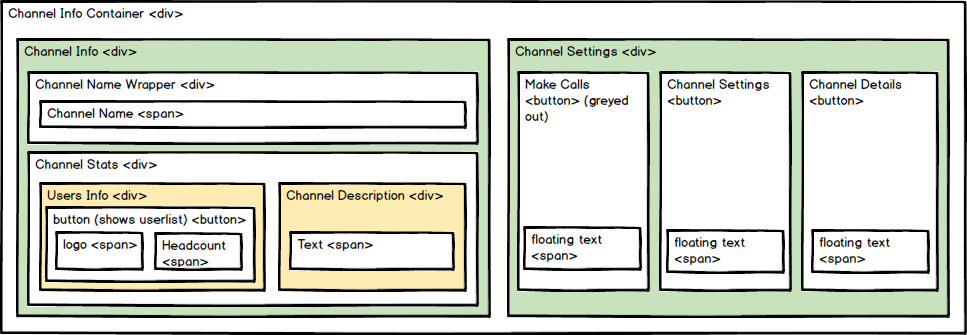 Channel Info Container <div>
Channel Info <div>
Channel Name Wrapper <div>
Channel Name <span>
Channel Stats <div>
Users Info <div>
button (shows userlist) <button>
logo <span>
Headcount
<span>
Channel Description <div>
Text <span>
Channel Settings <div>
Make Calls
<button> (greyed
out)
floating text
<span>
Channel Settings
<button>
floating text
<span>
Channel Details
<button>
floating text
<span>